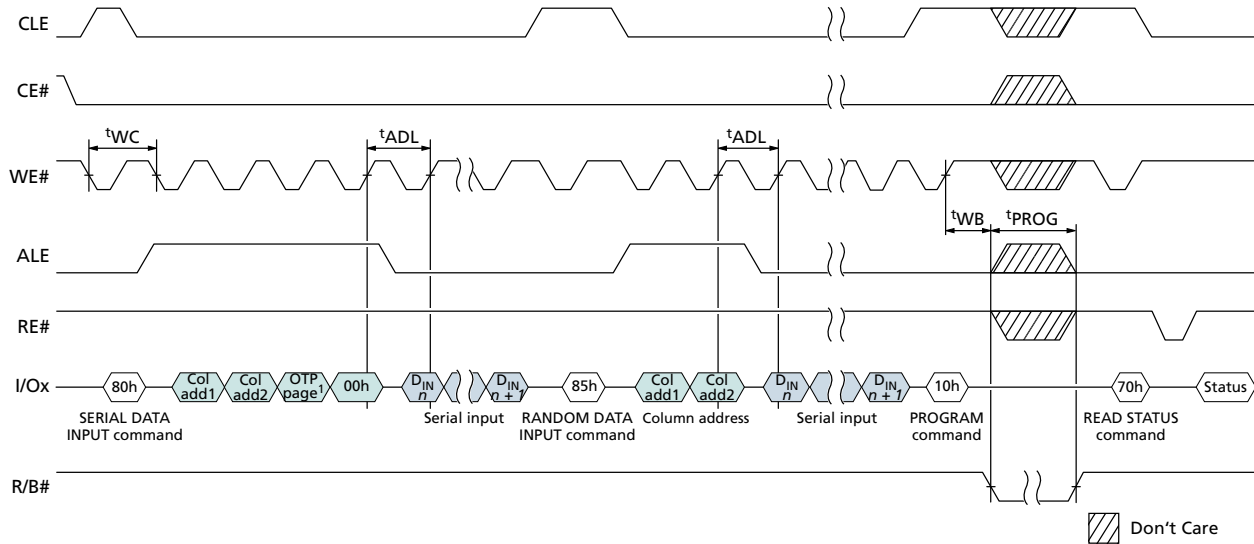 CLE
CE#
tWC
tADL
tADL
WE#
tWB
tPROG
ALE
RE#
I/Ox
80h
Col add1
Col add2
OTP page1
00h
DIN n
DIN n + 1
85h
Col add1
Col add2
DIN n
DIN n + 1
10h
70h
Status
SERIAL DATA
INPUT command
Serial input
RANDOM DATA
INPUT command
Column address
Serial input
PROGRAM
command
READ STATUS
command
R/B#
Don't Care